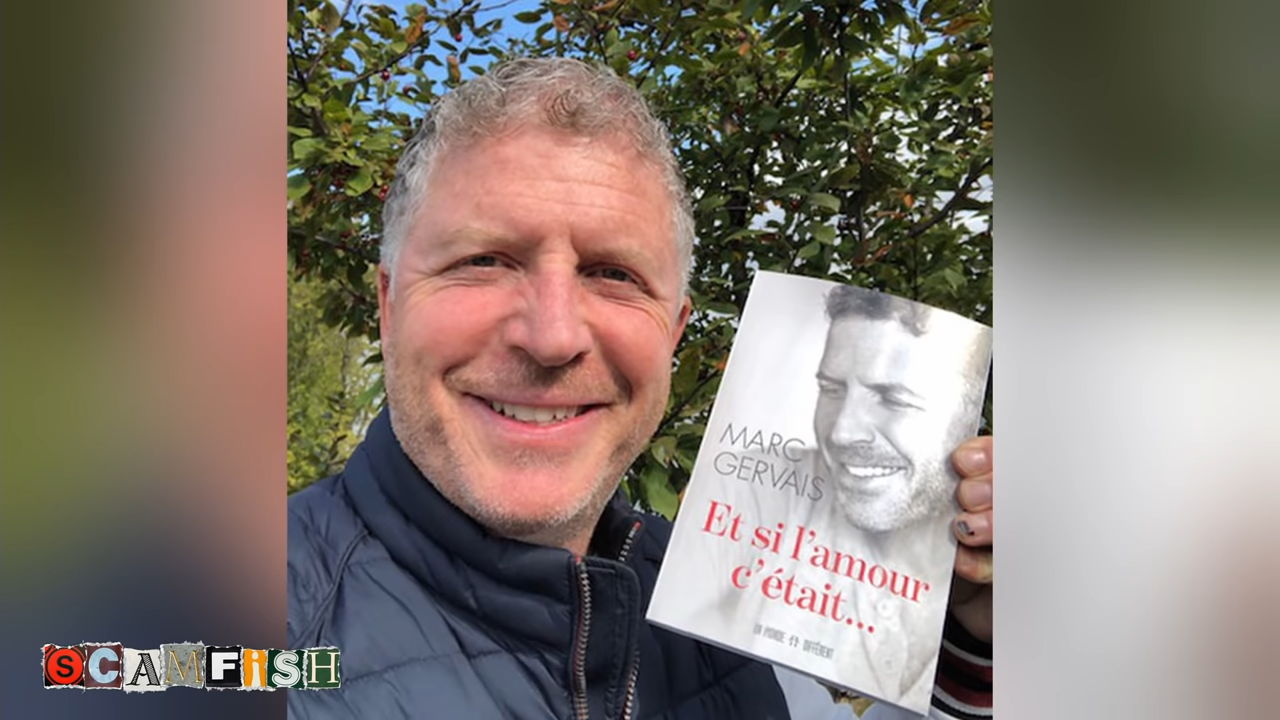 MARC
GERVAIS
Et si l'amour
c'était...
UN MONDE DIFFÉRENT
SCAMFiSH